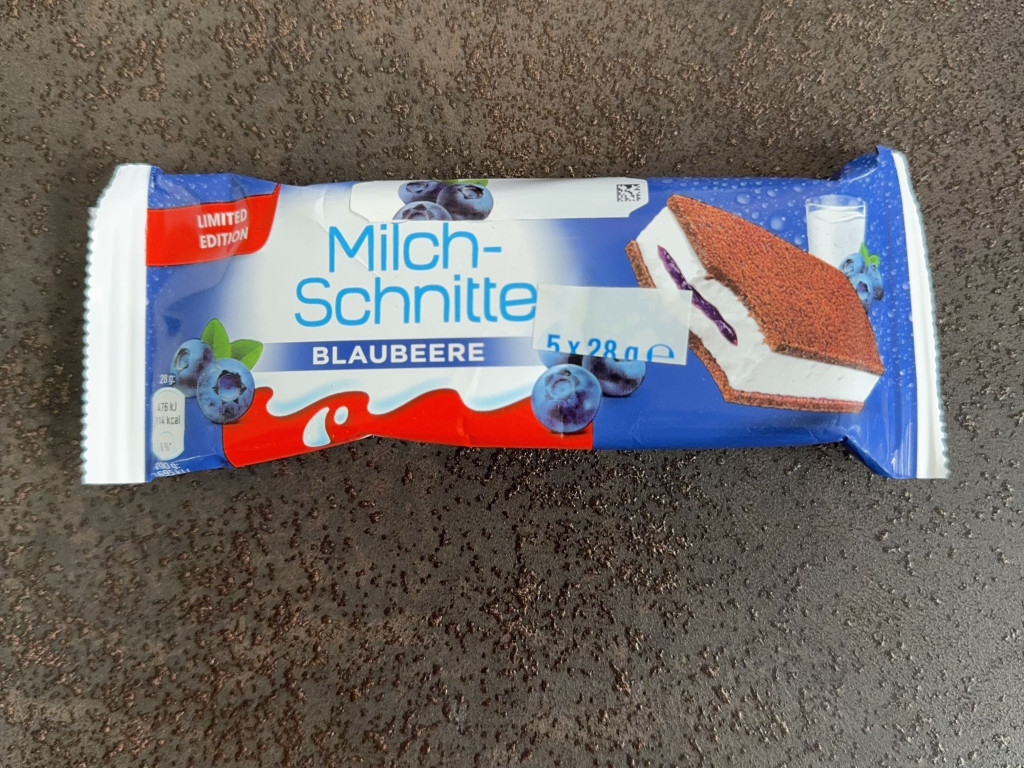 LIMITED
EDITION
Milch-
Schnitte
BLAUBEERE
5 x 28 g e
28 g:
476 kJ
114 kcal